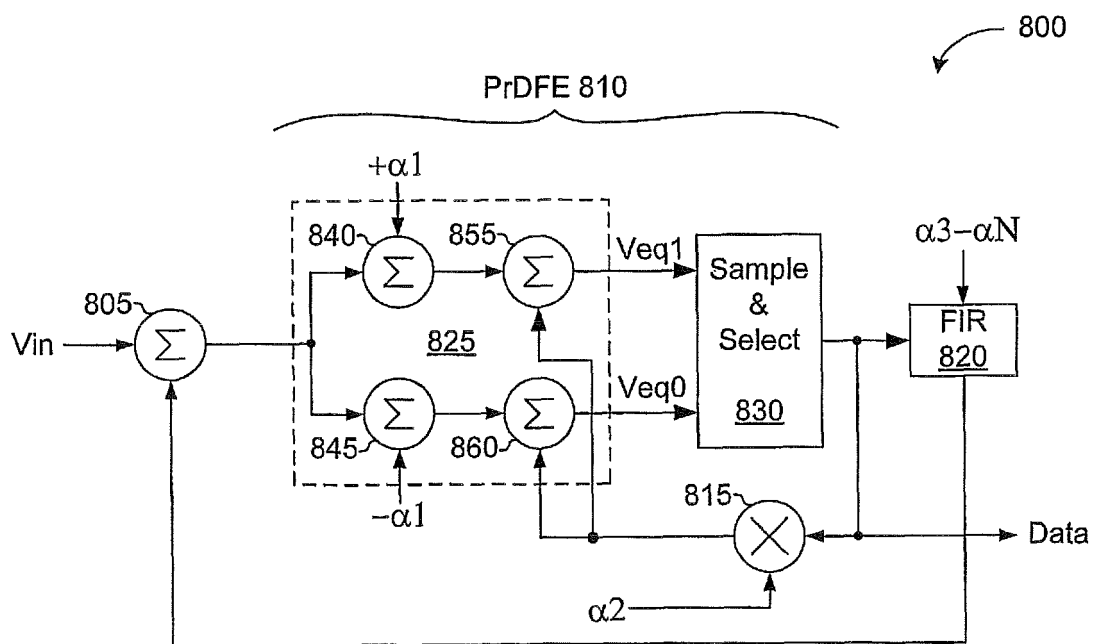 800
PrDFE 810
+α1
840
855
Veq1
Sample
&
Select
830
α3–αN
FIR
820
805
Vin
Σ
Σ
Σ
825
Σ
Σ
Veq0
845
860
–α1
815
Data
α2